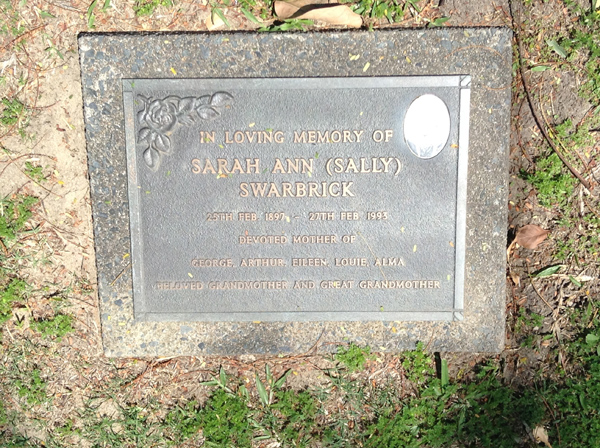 IN LOVING MEMORY OF
SARAH ANN (SALLY)
SWARBRICK
25TH FEB. 1897 - 27TH FEB. 1993
DEVOTED MOTHER OF
GEORGE, ARTHUR, EILEEN, LOUIE, ALMA
BELOVED GRANDMOTHER AND GREAT GRANDMOTHER